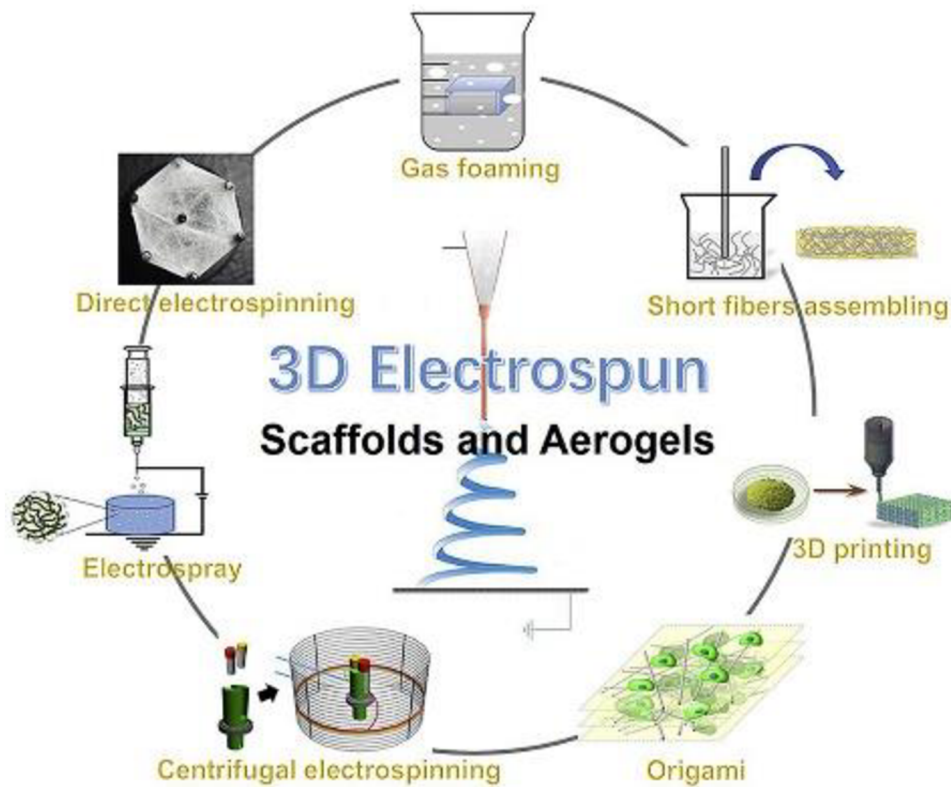 Gas foaming
Direct electrospinning
Short fibers assembling
3D Electrospun
Scaffolds and Aerogels
3D printing
Electrospray
Centrifugal electrospinning
Origami